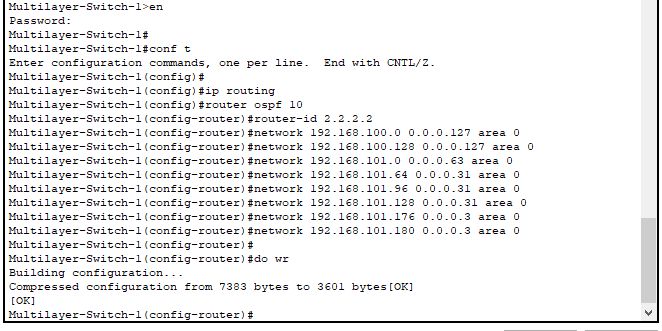 Multilayer-Switch-1>en
Password:
Multilayer-Switch-1#
Multilayer-Switch-1#conf t
Enter configuration commands, one per line.  End with CNTL/Z.
Multilayer-Switch-1(config)#
Multilayer-Switch-1(config)#ip routing
Multilayer-Switch-1(config)#router ospf 10
Multilayer-Switch-1(config-router)#router-id 2.2.2.2
Multilayer-Switch-1(config-router)#network 192.168.100.0 0.0.0.127 area 0
Multilayer-Switch-1(config-router)#network 192.168.100.128 0.0.0.127 area 0
Multilayer-Switch-1(config-router)#network 192.168.101.0 0.0.0.63 area 0
Multilayer-Switch-1(config-router)#network 192.168.101.64 0.0.0.31 area 0
Multilayer-Switch-1(config-router)#network 192.168.101.96 0.0.0.31 area 0
Multilayer-Switch-1(config-router)#network 192.168.101.128 0.0.0.31 area 0
Multilayer-Switch-1(config-router)#network 192.168.101.176 0.0.0.3 area 0
Multilayer-Switch-1(config-router)#network 192.168.101.180 0.0.0.3 area 0
Multilayer-Switch-1(config-router)#
Multilayer-Switch-1(config-router)#do wr
Building configuration...
Compressed configuration from 7383 bytes to 3601 bytes[OK]
[OK]
Multilayer-Switch-1(config-router)#